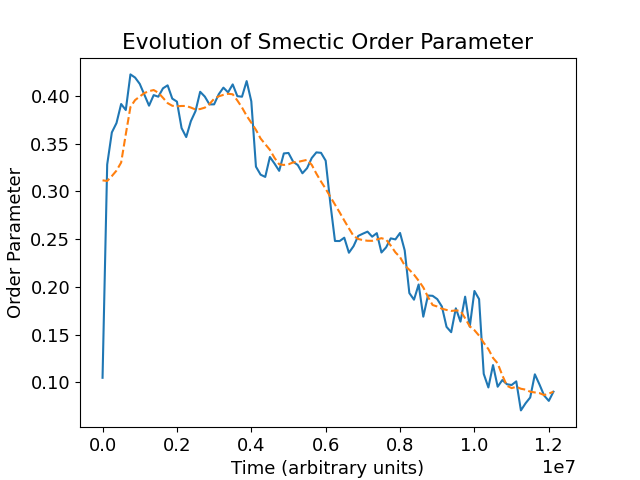 Evolution of Smectic Order Parameter
Order Parameter
0.40
0.35
0.30
0.25
0.20
0.15
0.10
0.0 0.2 0.4 0.6 0.8 1.0 1.2
1e7
Time (arbitrary units)